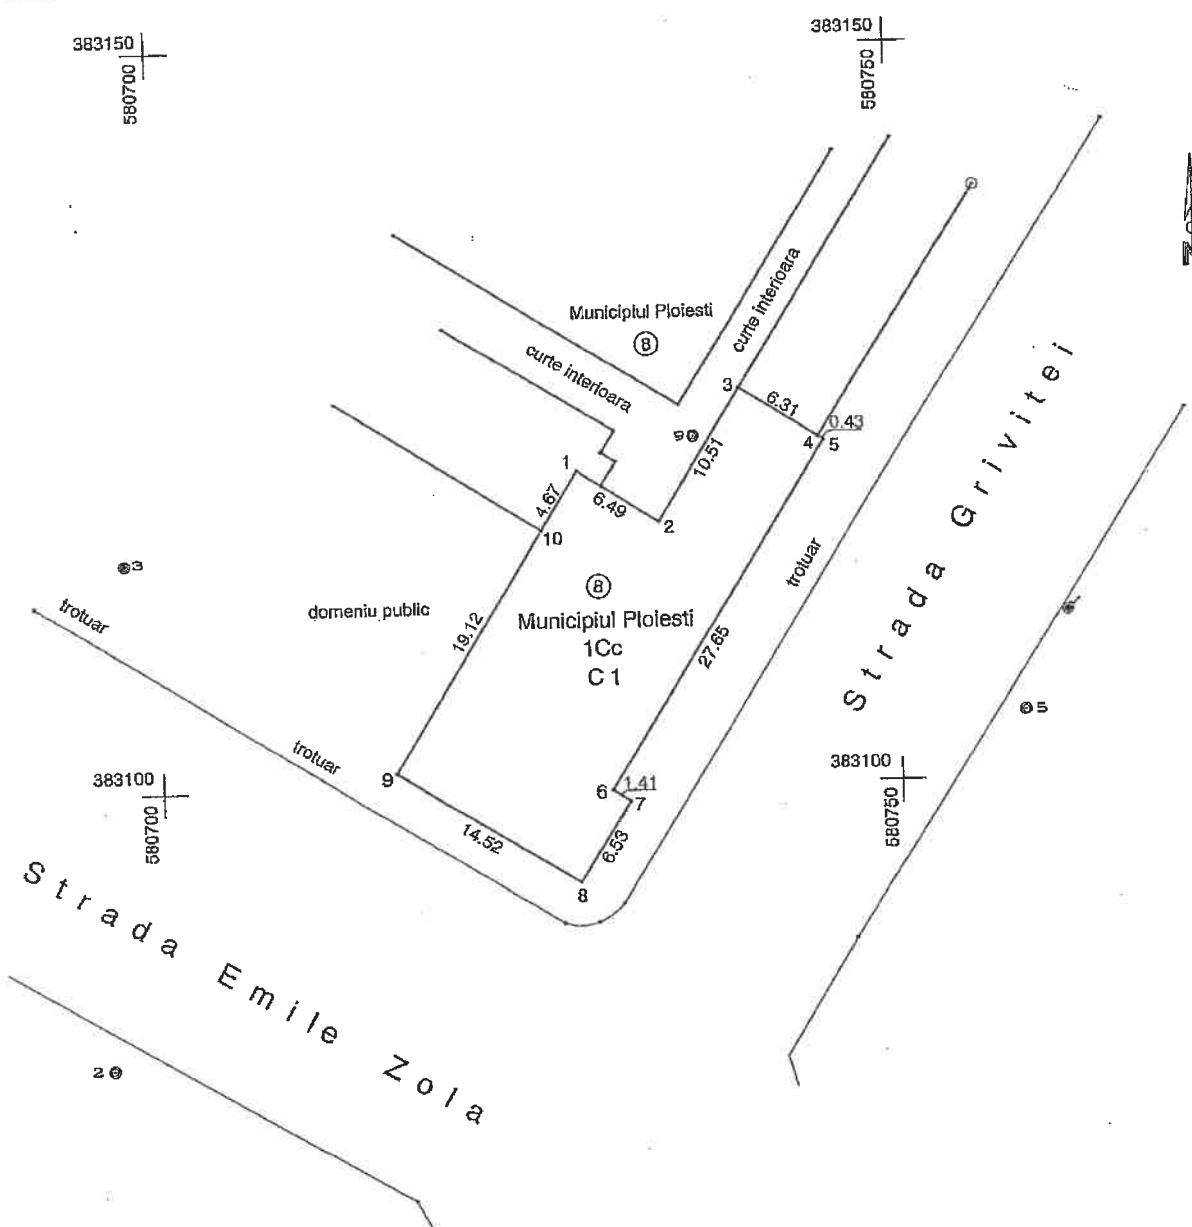 383150
580700
383150
580750
Municipiul Ploiesti
8
curte interioara
curte interioara
3
6.31
0.43
4
5
9
10.51
1
6.49
2
4.67
10
3
trotuar
domeniu public
19.12
8
Municipiul Ploiesti
1Cc
C1
27.65
trotuar
Strada Grivitei
5
trotuar
383100
580700
9
14.52
6
1.41
7
6.53
8
383100
580750
Strada Emile Zola
2